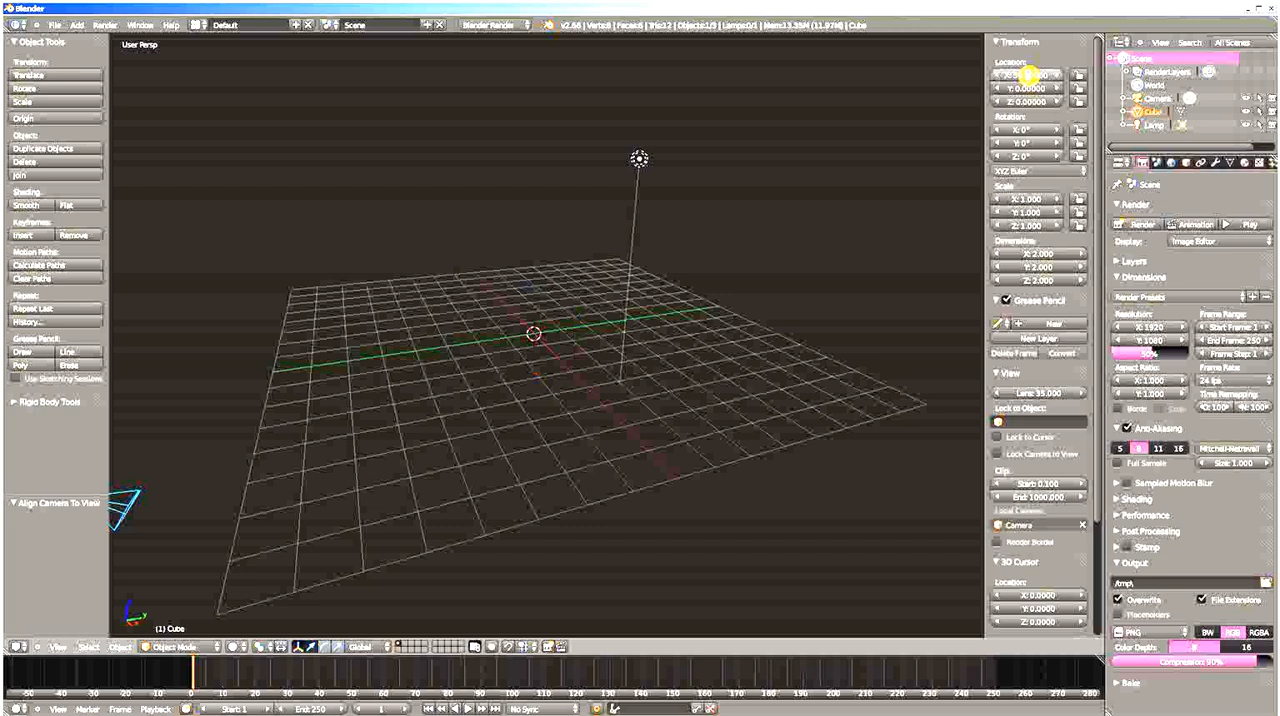 Blender
File Add Render Window Help Default Scene Blender Render v2.66 | Verts:8 | Faces:6 | Tris:12 | Objects:1/3 | Lamps:0/1 | Mem:13.35M (11.97M) | Cube
Object Tools
Transform:
Translate
Rotate
Scale
Origin
Object:
Duplicate Objects
Delete
Join
Shading:
Smooth Flat
Keyframes:
Insert Remove
Motion Paths:
Calculate Paths
Clear Paths
Repeat:
Repeat Last
History...
Grease Pencil:
Draw Line
Poly Erase
Use Sketching Sessions
Rigid Body Tools
Align Camera To View
User Persp
(1) Cube
Transform
Location:
Y: 0.00000
Z: 0.00000
Rotation:
X: 0°
Y: 0°
Z: 0°
XYZ Euler
Scale
X: 1.000
Y: 1.000
Z: 1.000
Dimensions:
X: 2.000
Y: 2.000
Z: 2.000
Grease Pencil
New
New Layer
Delete Frame Convert
View
Lens: 35.000
Lock to Object:
Lock to Cursor
Lock Camera to View
Clip:
Start: 0.100
End: 1000.000
Local Camera:
Camera
Render Border
3D Cursor
Location:
X: 0.0000
Y: 0.0000
Z: 0.0000
View Search All Scenes
Scene
RenderLayers
World
Camera
Cube
Lamp
Scene
Render
Render Animation Play
Display: Image Editor
Layers
Dimensions
Render Presets
Resolution: Frame Range:
X: 1920 Start Frame: 1
Y: 1080 End Frame: 250
50% Frame Step: 1
Aspect Ratio: Frame Rate:
X: 1.000 24 fps
Y: 1.000 Time Remapping:
Borde O: 100 N: 100
Anti-Aliasing
5 8 11 16 Mitchell-Netravali
Full Sample Size: 1.000
Sampled Motion Blur
Shading
Performance
Post Processing
Stamp
Output
/tmp\
Overwrite File Extensions
Placeholders
PNG BW RGB RGBA
Color Depth: 8 16
Compression: 90%
Bake
View Select Object Object Mode Global
-50 -40 -30 -20 -10 0 10 20 30 40 50 60 70 80 90 100 110 120 130 140 150 160 170 180 190 200 210 220 230 240 250 260 270 280
View Marker Frame Playback Start: 1 End: 250 1 No Sync